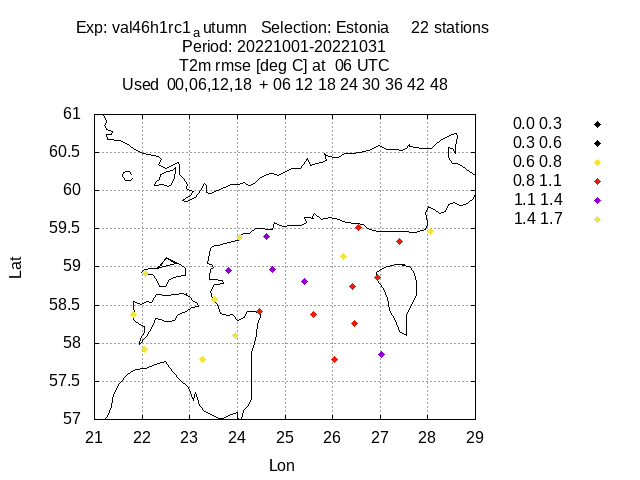 Exp: val46h1rc1autumn Selection: Estonia 22 stations
Period: 20221001-20221031
T2m rmse [deg C] at 06 UTC
Used 00,06,12,18 + 06 12 18 24 30 36 42 48
61
60.5
60
59.5
59
58.5
58
57.5
57
Lat
21 22 23 24 25 26 27 28 29
Lon
0.0 0.3
0.3 0.6
0.6 0.8
0.8 1.1
1.1 1.4
1.4 1.7